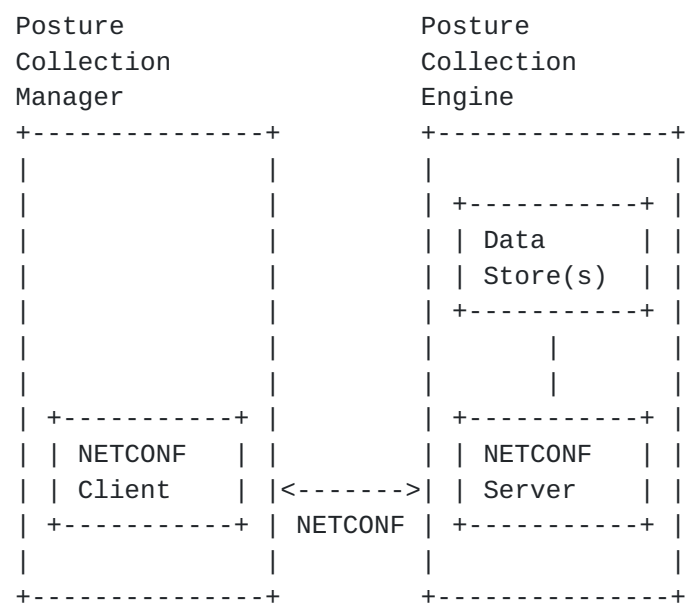 Posture Collection Manager
Posture Collection Engine
Data
Store(s)
NETCONF
Client
NETCONF
NETCONF
Server